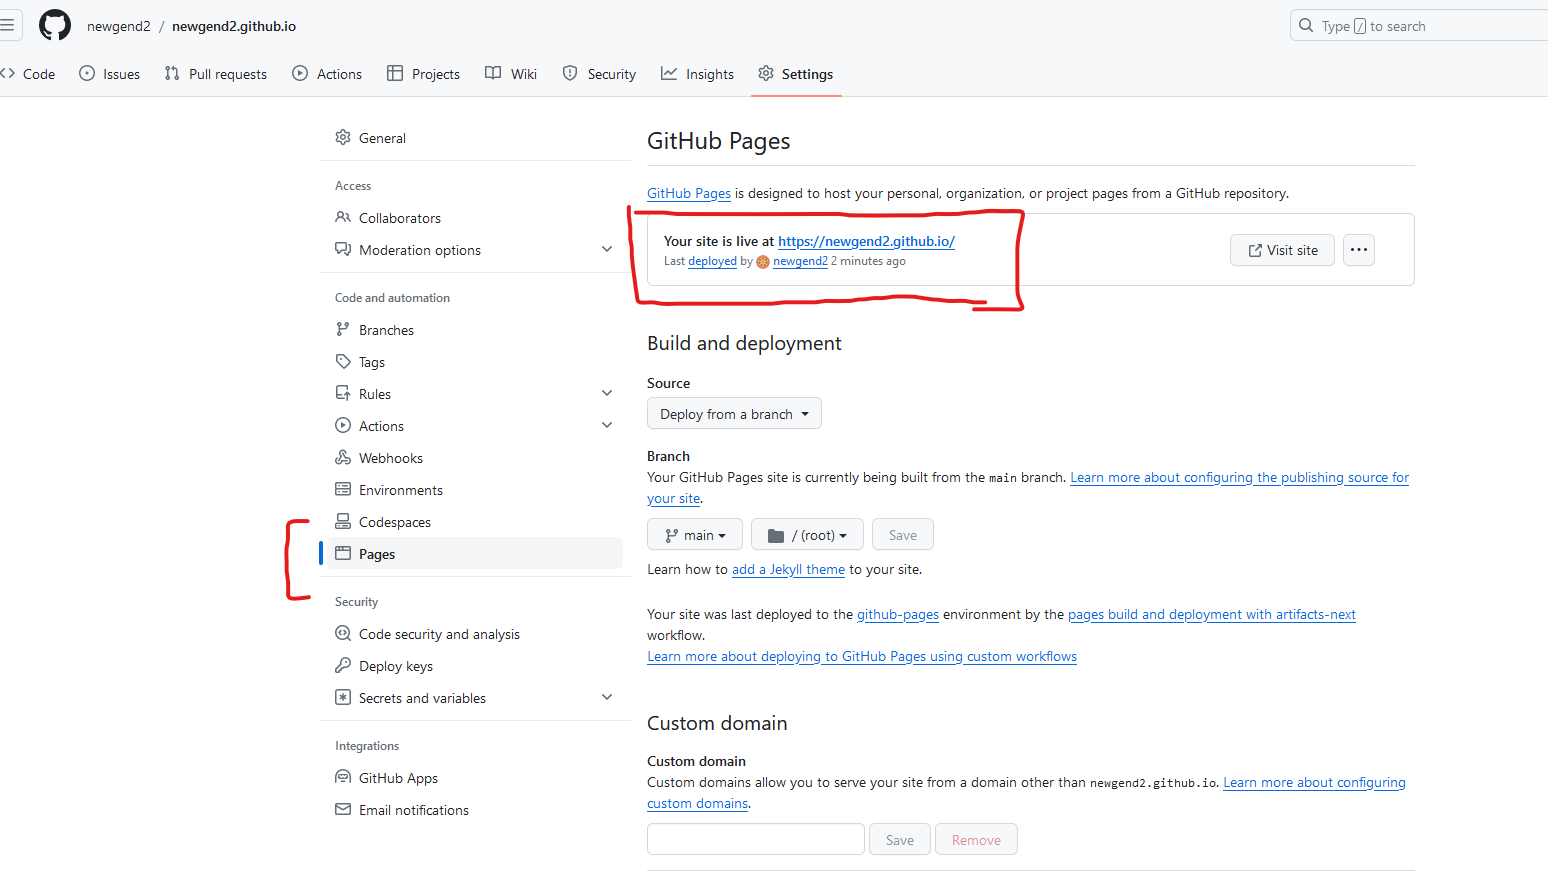 newgend2 / newgend2.github.io
Type / to search
Code Issues Pull requests Actions Projects Wiki Security Insights Settings
General
Access
Collaborators
Moderation options
Code and automation
Branches
Tags
Rules
Actions
Webhooks
Environments
Codespaces
Pages
Security
Code security and analysis
Deploy keys
Secrets and variables
Integrations
GitHub Apps
Email notifications
GitHub Pages
GitHub Pages is designed to host your personal, organization, or project pages from a GitHub repository.
Your site is live at https://newgend2.github.io/
Last deployed by newgend2 2 minutes ago
Visit site
Build and deployment
Source
Deploy from a branch
Branch
Your GitHub Pages site is currently being built from the main branch. Learn more about configuring the publishing source for
your site.
main / (root) Save
Learn how to add a Jekyll theme to your site.
Your site was last deployed to the github-pages environment by the pages build and deployment with artifacts-next
workflow.
Learn more about deploying to GitHub Pages using custom workflows
Custom domain
Custom domain
Custom domains allow you to serve your site from a domain other than newgend2.github.io. Learn more about configuring
custom domains.
Save Remove